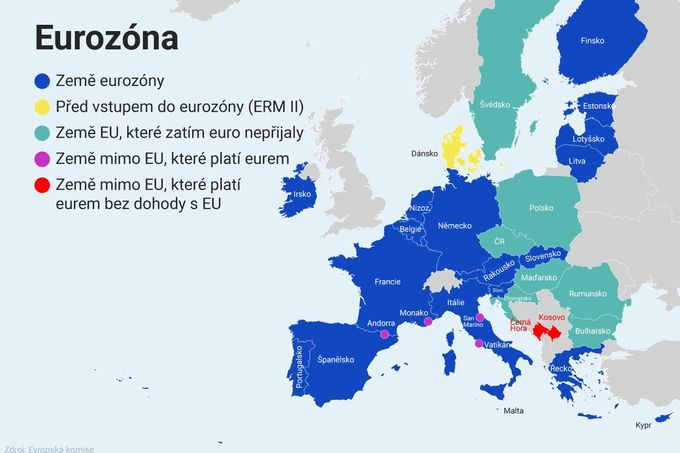 Eurozóna
Země eurozóny
Před vstupem do eurozóny (ERM II)
Země EU, které zatím euro nepřijaly
Země mimo EU, které platí eurem
Země mimo EU, které platí
eurem bez dohody s EU
Finsko
Švédsko
Estonsko
Lotyšsko
Litva
Dánsko
Irsko
Nizoz.
Belgie
Německo
Polsko
ČR
Slovensko
Rakousko
Maďarsko
Francie
Slovi.
Chorvatsko
Rumunsko
Itálie
Monako
San
Marino
Andorra
Černá
Hora
Kosovo
Bulharsko
Vatikán
Portugalsko
Španělsko
Řecko
Malta
Kypr
Zdroj: Evropská komise